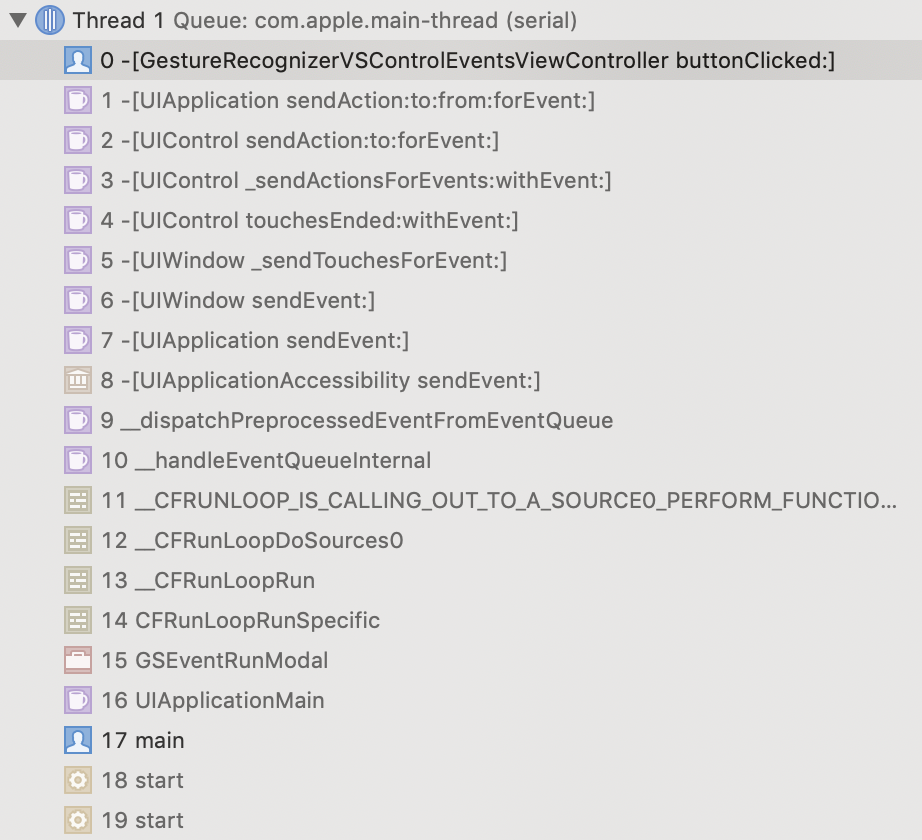 Thread 1 Queue: com.apple.main-thread (serial)
0 -[GestureRecognizerVSControlEventsViewController buttonClicked:]
1 -[UIApplication sendAction:to:from:forEvent:]
2 -[UIControl sendAction:to:forEvent:]
3 -[UIControl _sendActionsForEvents:withEvent:]
4 -[UIControl touchesEnded:withEvent:]
5 -[UIWindow _sendTouchesForEvent:]
6 -[UIWindow sendEvent:]
7 -[UIApplication sendEvent:]
8 -[UIApplicationAccessibility sendEvent:]
9 __dispatchPreprocessedEventFromEventQueue
10 __handleEventQueueInternal
11 __CFRUNLOOP_IS_CALLING_OUT_TO_A_SOURCE0_PERFORM_FUNCTIO...
12 __CFRunLoopDoSources0
13 __CFRunLoopRun
14 CFRunLoopRunSpecific
15 GSEventRunModal
16 UIApplicationMain
17 main
18 start
19 start